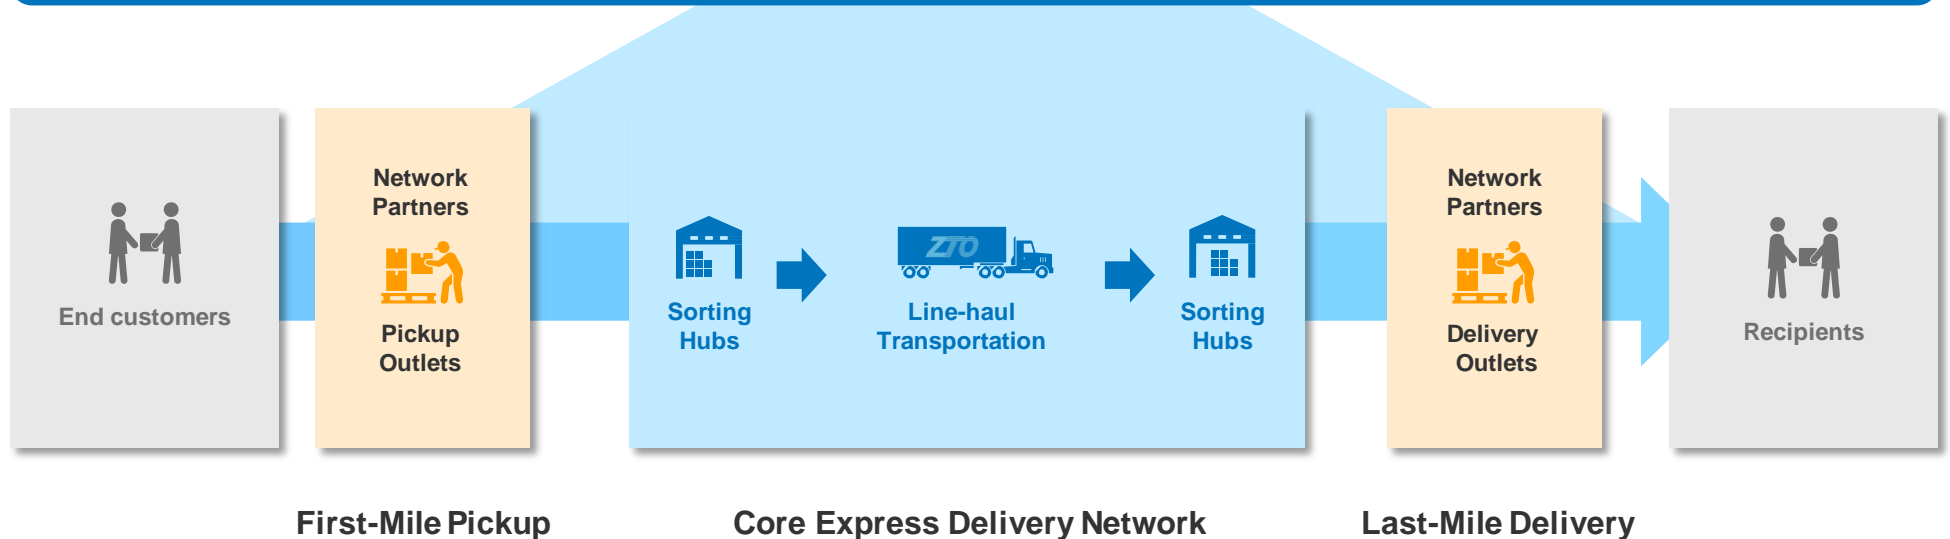 End customers
Network
Partners
Pickup
Outlets
Sorting
Hubs
ZTO
Line-haul
Transportation
Sorting
Hubs
Network
Partners
Delivery
Outlets
Recipients
First-Mile Pickup
Core Express Delivery Network
Last-Mile Delivery